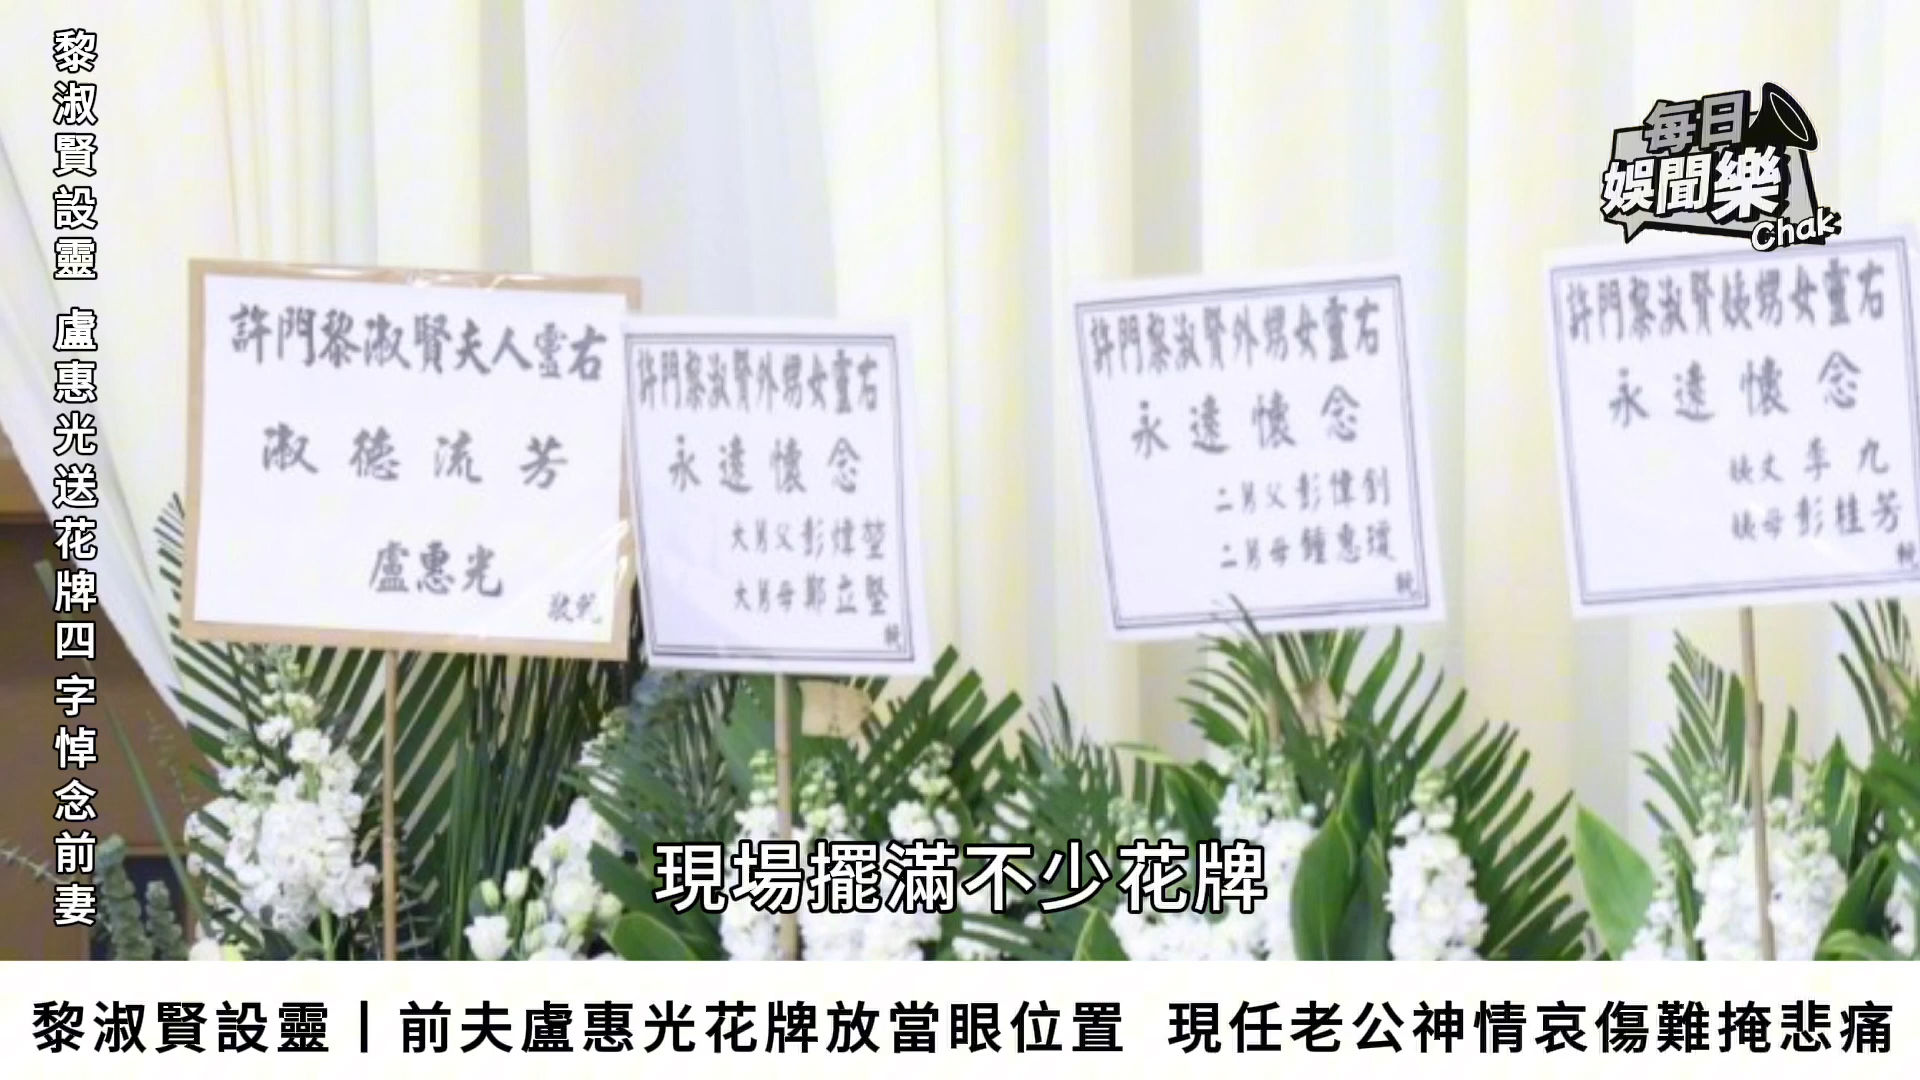 黎淑賢設靈 盧惠光送花牌四字悼念前妻
每日
娛聞樂
Chak
許門黎淑賢夫人靈右
淑德流芳
盧惠光
敬輓
許門黎淑賢外甥女靈右
永遠懷念
大舅父彭煒堃
大舅母鄭立堅
輓
許門黎淑賢外甥女靈右
永遠懷念
二舅父彭偉釗
二舅母鍾惠瓊
輓
許門黎淑賢姨甥女靈右
永遠懷念
姨丈李九
姨母彭桂芳
輓
現場擺滿不少花牌
黎淑賢設靈|前夫盧惠光花牌放當眼位置 現任老公神情哀傷難掩悲痛